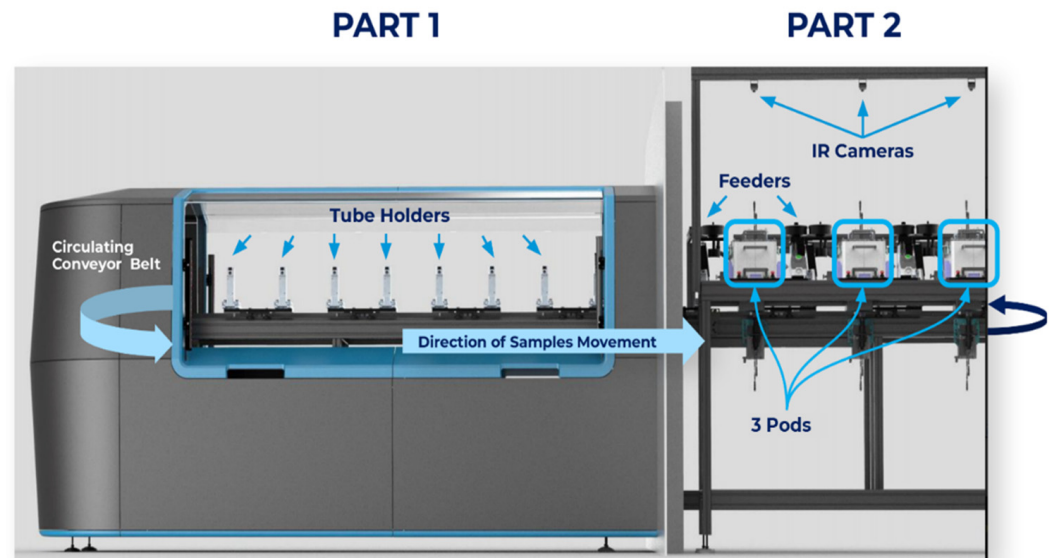 PART 1
PART 2
IR Cameras
Feeders
Tube Holders
Circulating
Conveyor Belt
Direction of Samples Movement
3 Pods